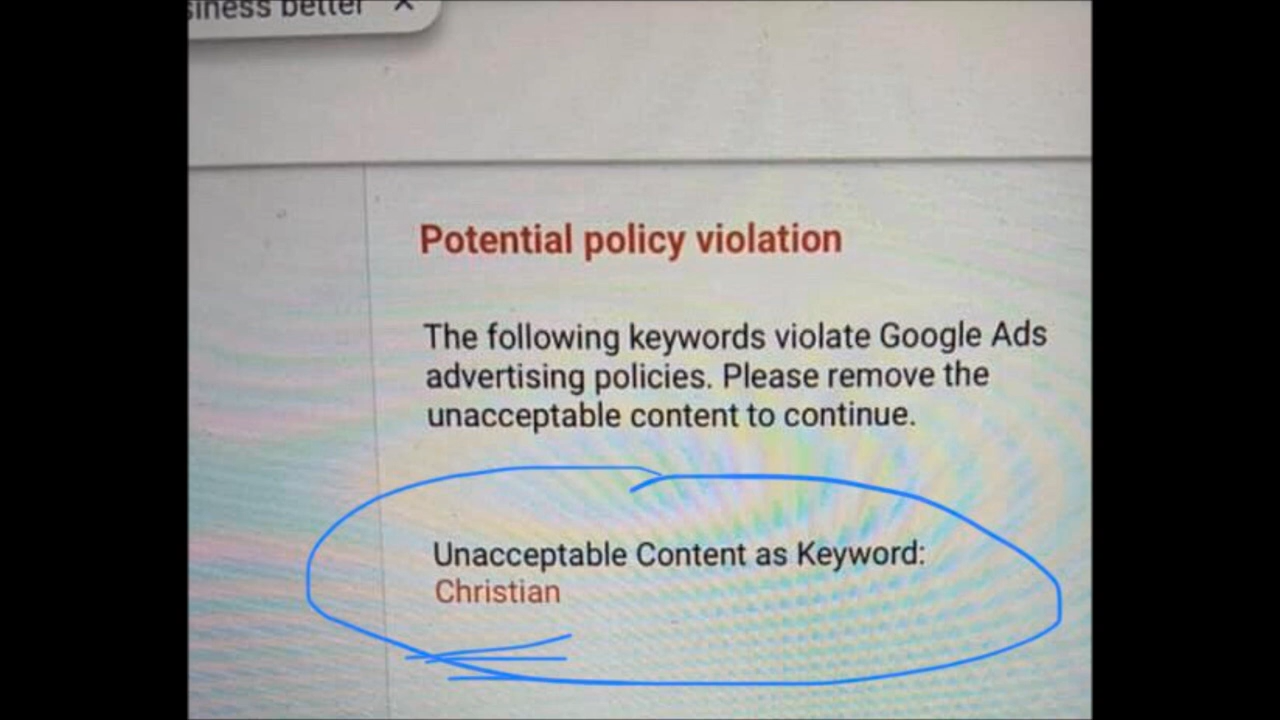 siness better ×
Potential policy violation
The following keywords violate Google Ads
advertising policies. Please remove the
unacceptable content to continue.
Unacceptable Content as Keyword:
Christian